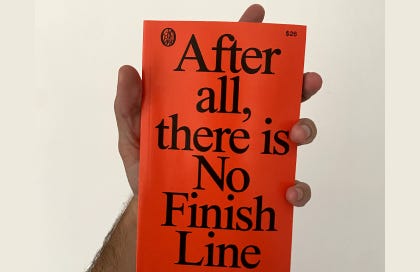 $26
After
all,
there is
No
Finish
Line